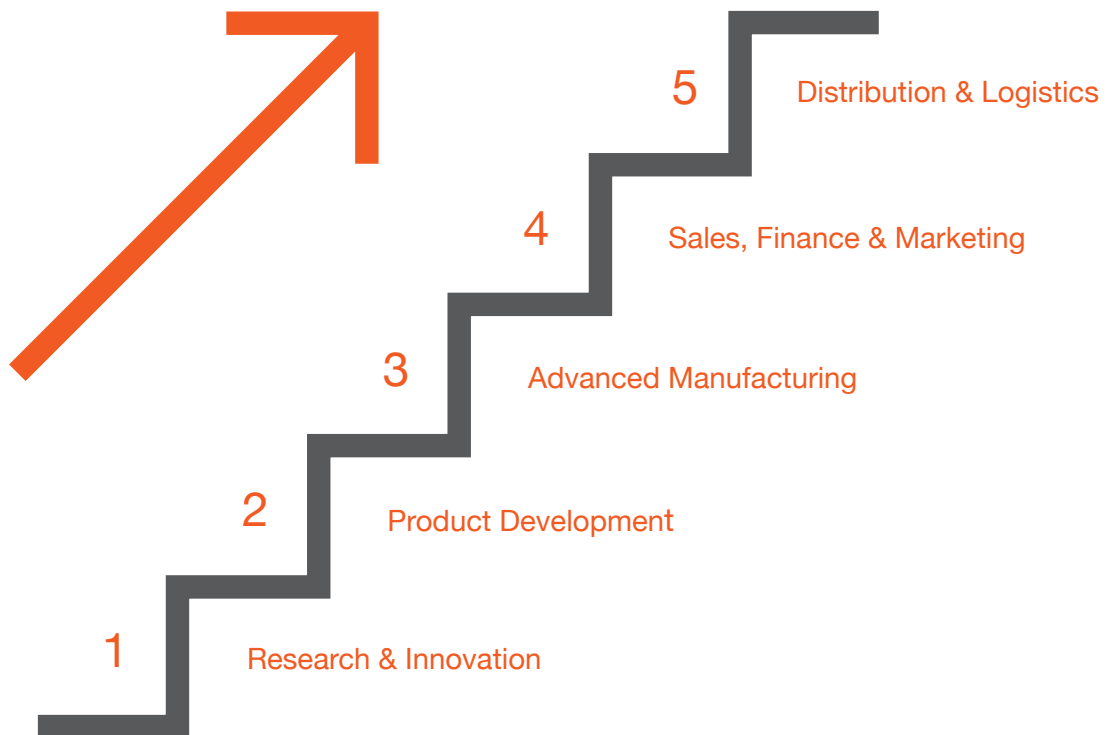 5 Distribution & Logistics
4 Sales, Finance & Marketing
3 Advanced Manufacturing
2 Product Development
1 Research & Innovation